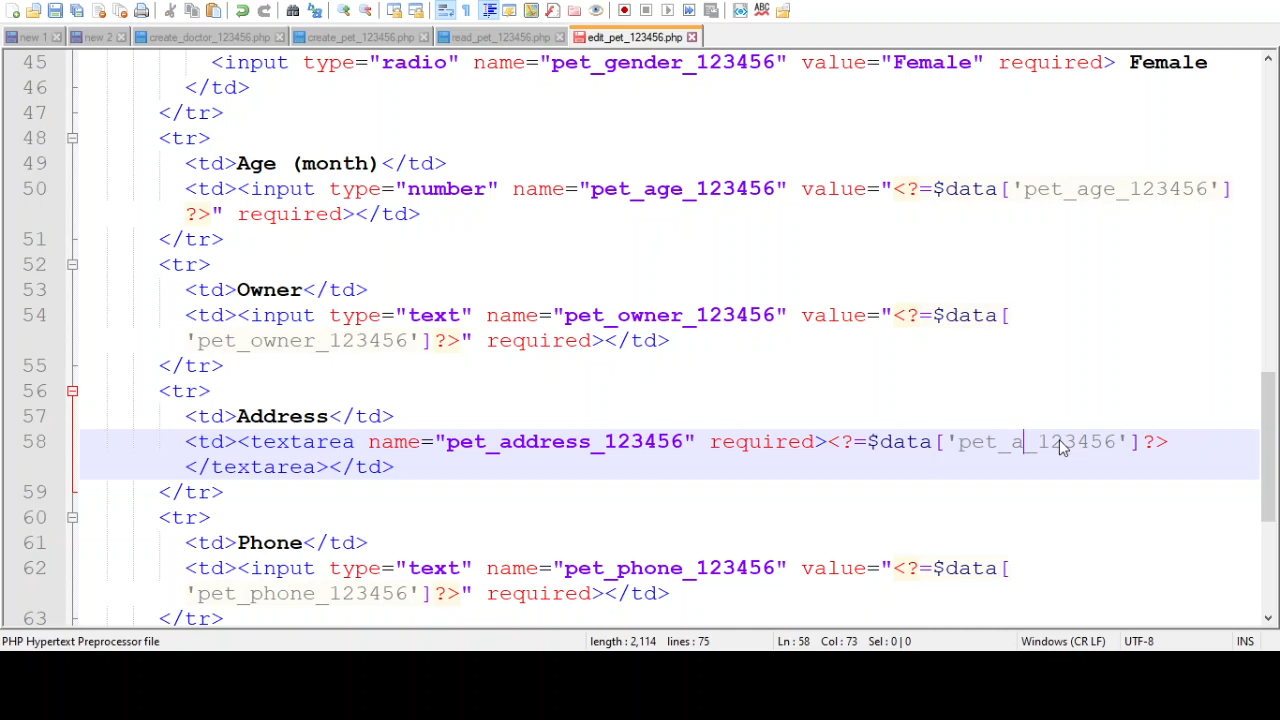 new 1 new 2 create_doctor_123456.php create_pet_123456.php read_pet_123456.php edit_pet_123456.php
45 <input type="radio" name="pet_gender_123456" value="Female" required> Female
46 </td>
47 </tr>
48 <tr>
49 <td>Age (month)</td>
50 <td><input type="number" name="pet_age_123456" value="<?=$data['pet_age_123456']
?>" required></td>
51 </tr>
52 <tr>
53 <td>Owner</td>
54 <td><input type="text" name="pet_owner_123456" value="<?=$data[
'pet_owner_123456']?>" required></td>
55 </tr>
56 <tr>
57 <td>Address</td>
58 <td><textarea name="pet_address_123456" required><?=$data['pet_a_123456']?>
</textarea></td>
59 </tr>
60 <tr>
61 <td>Phone</td>
62 <td><input type="text" name="pet_phone_123456" value="<?=$data[
'pet_phone_123456']?>" required></td>
63 </tr>
PHP Hypertext Preprocessor file length : 2,114 lines : 75 Ln : 58 Col : 73 Sel : 0 | 0 Windows (CR LF) UTF-8 INS